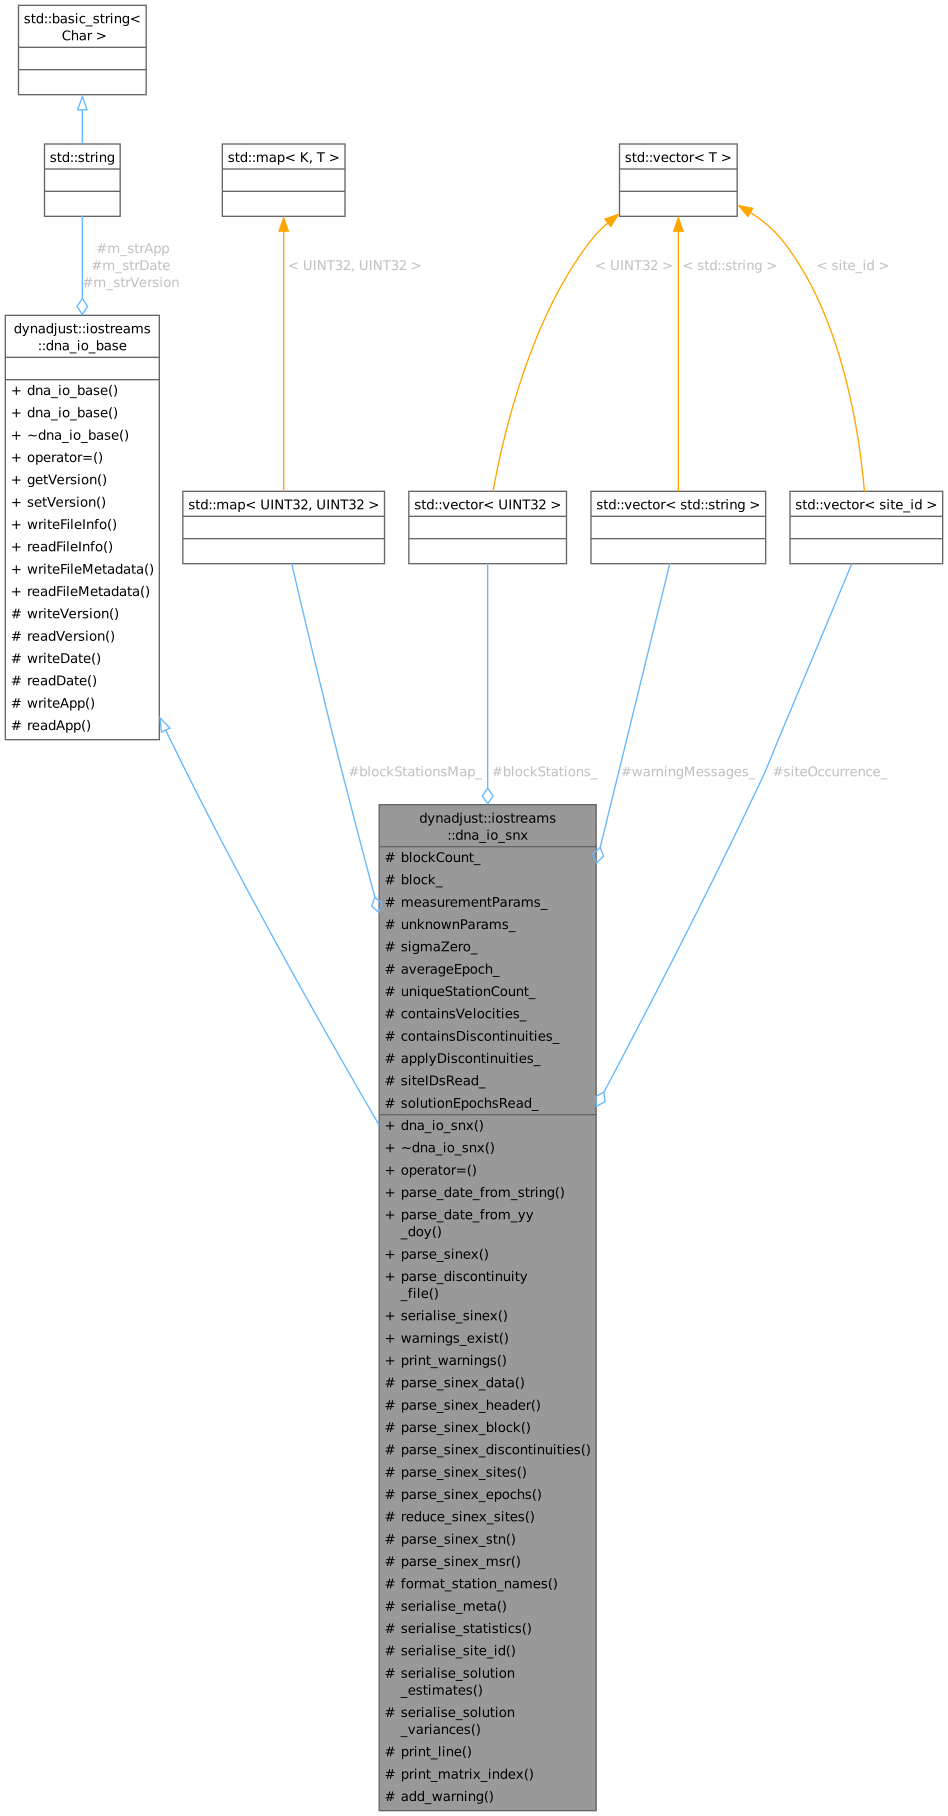 std::basic_string<
Char >
std::string
std::map< K, T >
std::vector< T >
#m_strApp
#m_strDate
#m_strVersion
< UINT32, UINT32 >
< UINT32 >
< std::string >
< site_id >
dynadjust::iostreams
::dna_io_base
+ dna_io_base()
+ dna_io_base()
+ ~dna_io_base()
+ operator=()
+ getVersion()
+ setVersion()
+ writeFileInfo()
+ readFileInfo()
+ writeFileMetadata()
+ readFileMetadata()
# writeVersion()
# readVersion()
# writeDate()
# readDate()
# writeApp()
# readApp()
std::map< UINT32, UINT32 >
std::vector< UINT32 >
std::vector< std::string >
std::vector< site_id >
#blockStationsMap_
#blockStations_
#warningMessages_
#siteOccurrence_
dynadjust::iostreams
::dna_io_snx
# blockCount_
# block_
# measurementParams_
# unknownParams_
# sigmaZero_
# averageEpoch_
# uniqueStationCount_
# containsVelocities_
# containsDiscontinuities_
# applyDiscontinuities_
# siteIDsRead_
# solutionEpochsRead_
+ dna_io_snx()
+ ~dna_io_snx()
+ operator=()
+ parse_date_from_string()
+ parse_date_from_yy
_doy()
+ parse_sinex()
+ parse_discontinuity
_file()
+ serialise_sinex()
+ warnings_exist()
+ print_warnings()
# parse_sinex_data()
# parse_sinex_header()
# parse_sinex_block()
# parse_sinex_discontinuities()
# parse_sinex_sites()
# parse_sinex_epochs()
# reduce_sinex_sites()
# parse_sinex_stn()
# parse_sinex_msr()
# format_station_names()
# serialise_meta()
# serialise_statistics()
# serialise_site_id()
# serialise_solution
_estimates()
# serialise_solution
_variances()
# print_line()
# print_matrix_index()
# add_warning()